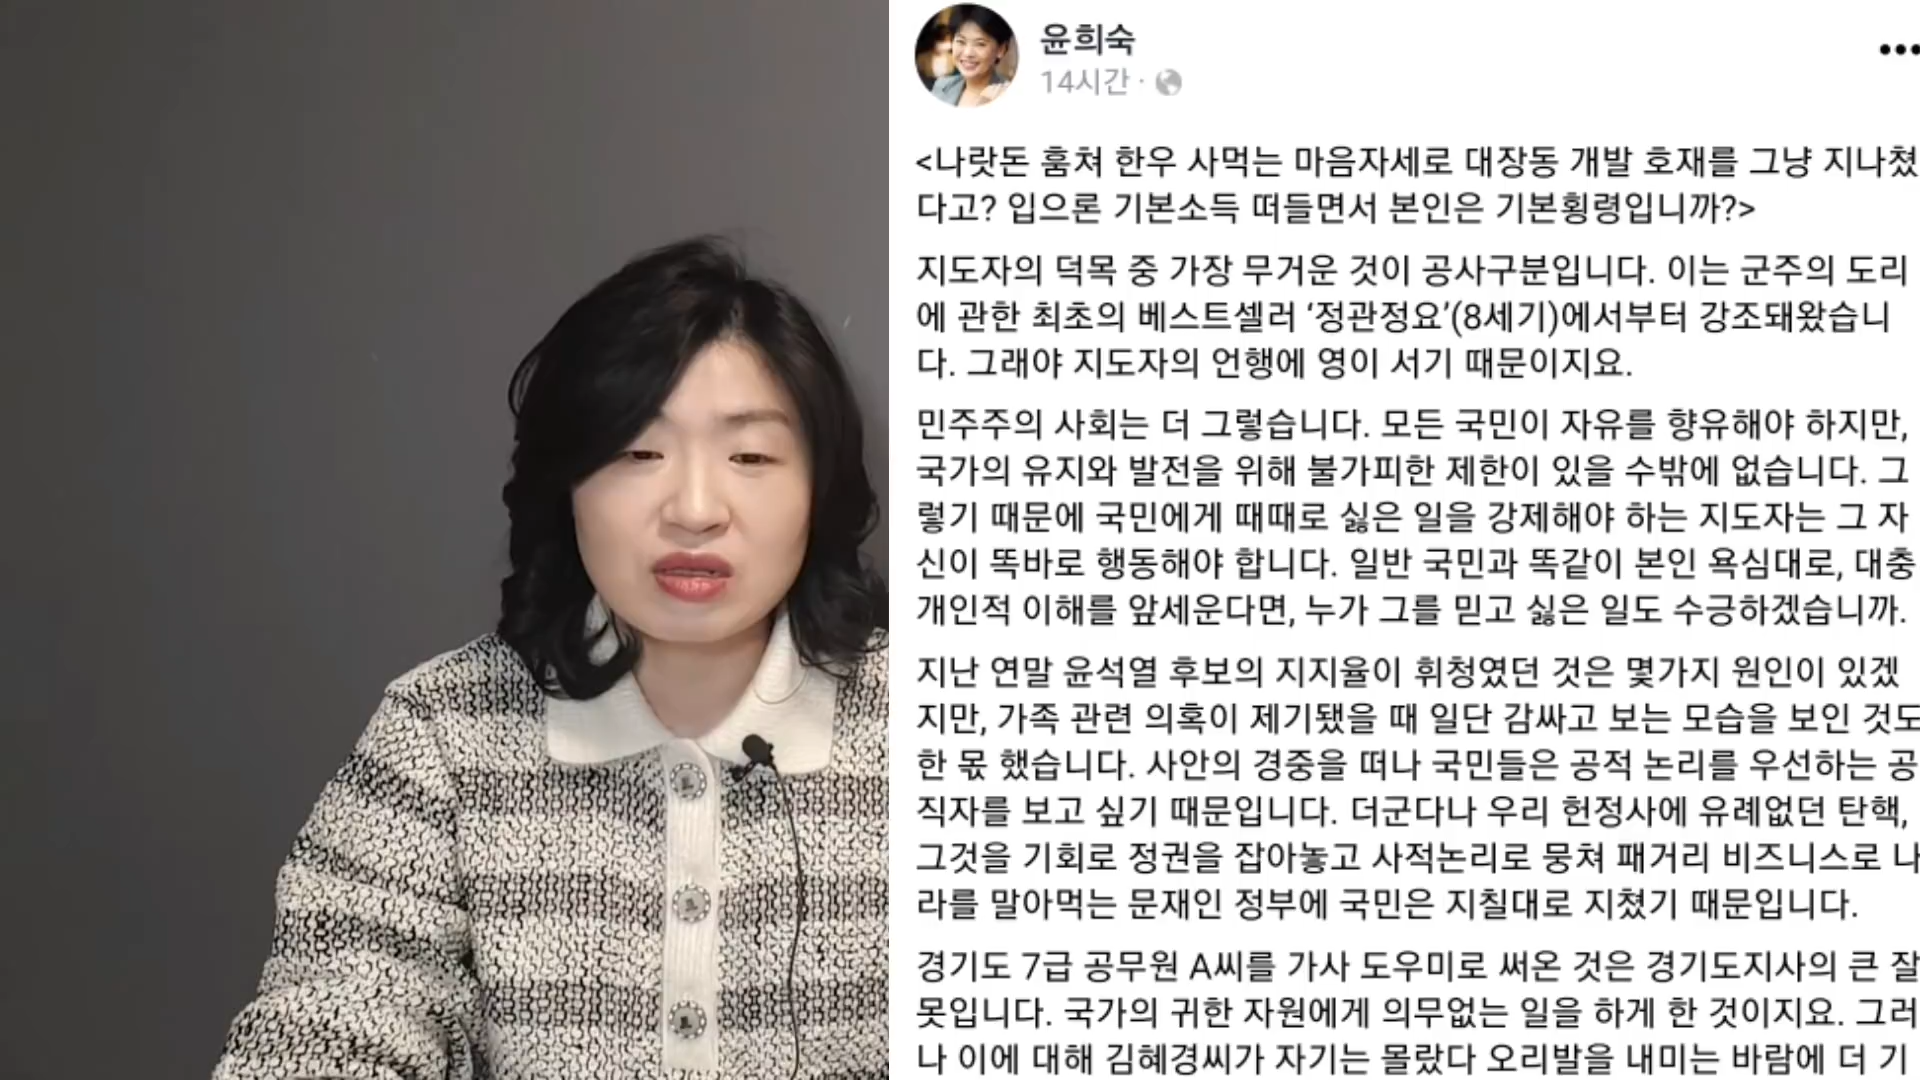 윤희숙
14시간 ·
<나랏돈 훔쳐 한우 사먹는 마음자세로 대장동 개발 호재를 그냥 지나쳤
다고? 입으론 기본소득 떠들면서 본인은 기본횡령입니까?>
지도자의 덕목 중 가장 무거운 것이 공사구분입니다. 이는 군주의 도리
에 관한 최초의 베스트셀러 ‘정관정요’(8세기)에서부터 강조돼왔습니
다. 그래야 지도자의 언행에 영이 서기 때문이지요.
민주주의 사회는 더 그렇습니다. 모든 국민이 자유를 향유해야 하지만,
국가의 유지와 발전을 위해 불가피한 제한이 있을 수밖에 없습니다. 그
렇기 때문에 국민에게 때때로 싫은 일을 강제해야 하는 지도자는 그 자
신이 똑바로 행동해야 합니다. 일반 국민과 똑같이 본인 욕심대로, 대충
개인적 이해를 앞세운다면, 누가 그를 믿고 싫은 일도 수긍하겠습니까.
지난 연말 윤석열 후보의 지지율이 휘청였던 것은 몇가지 원인이 있겠
지만, 가족 관련 의혹이 제기됐을 때 일단 감싸고 보는 모습을 보인 것도
한 몫 했습니다. 사안의 경중을 떠나 국민들은 공적 논리를 우선하는 공
직자를 보고 싶기 때문입니다. 더군다나 우리 헌정사에 유례없던 탄핵,
그것을 기회로 정권을 잡아놓고 사적논리로 뭉쳐 패거리 비즈니스로 나
라를 말아먹는 문재인 정부에 국민은 지칠대로 지쳤기 때문입니다.
경기도 7급 공무원 A씨를 가사 도우미로 써온 것은 경기도지사의 큰 잘
못입니다. 국가의 귀한 자원에게 의무없는 일을 하게 한 것이지요. 그러
나 이에 대해 김혜경씨가 자기는 몰랐다 오리발을 내미는 바람에 더 기